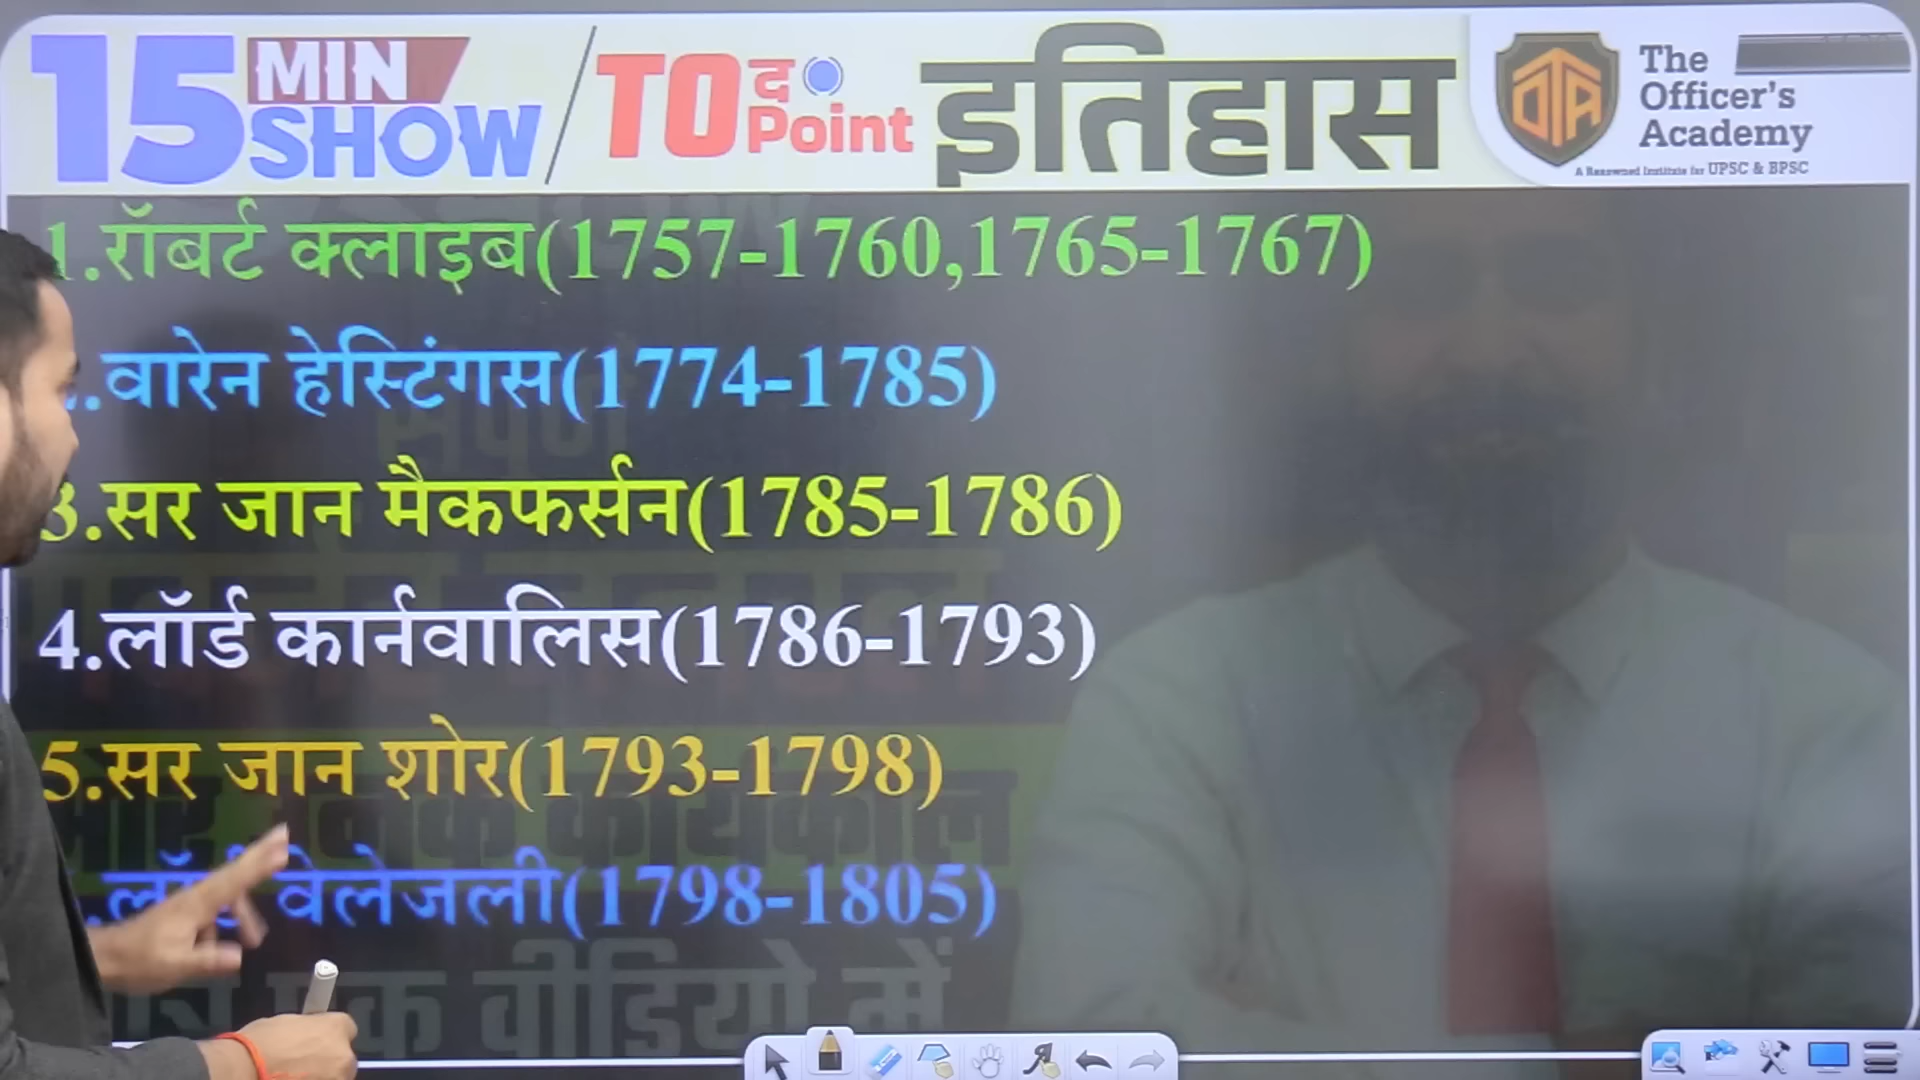 15 MIN SHOW / TO द Point इतिहास
The Officer's Academy
A Renowned Institute for UPSC & BPSC
1.रॉबर्ट क्लाइब(1757-1760,1765-1767)
.वारेन हेस्टिंगस(1774-1785)
3.सर जान मैकफर्सन(1785-1786)
4.लॉर्ड कार्नवालिस(1786-1793)
5.सर जान शोर(1793-1798)
.लॉर्ड वेलेजली(1798-1805)
एक वीडियो में